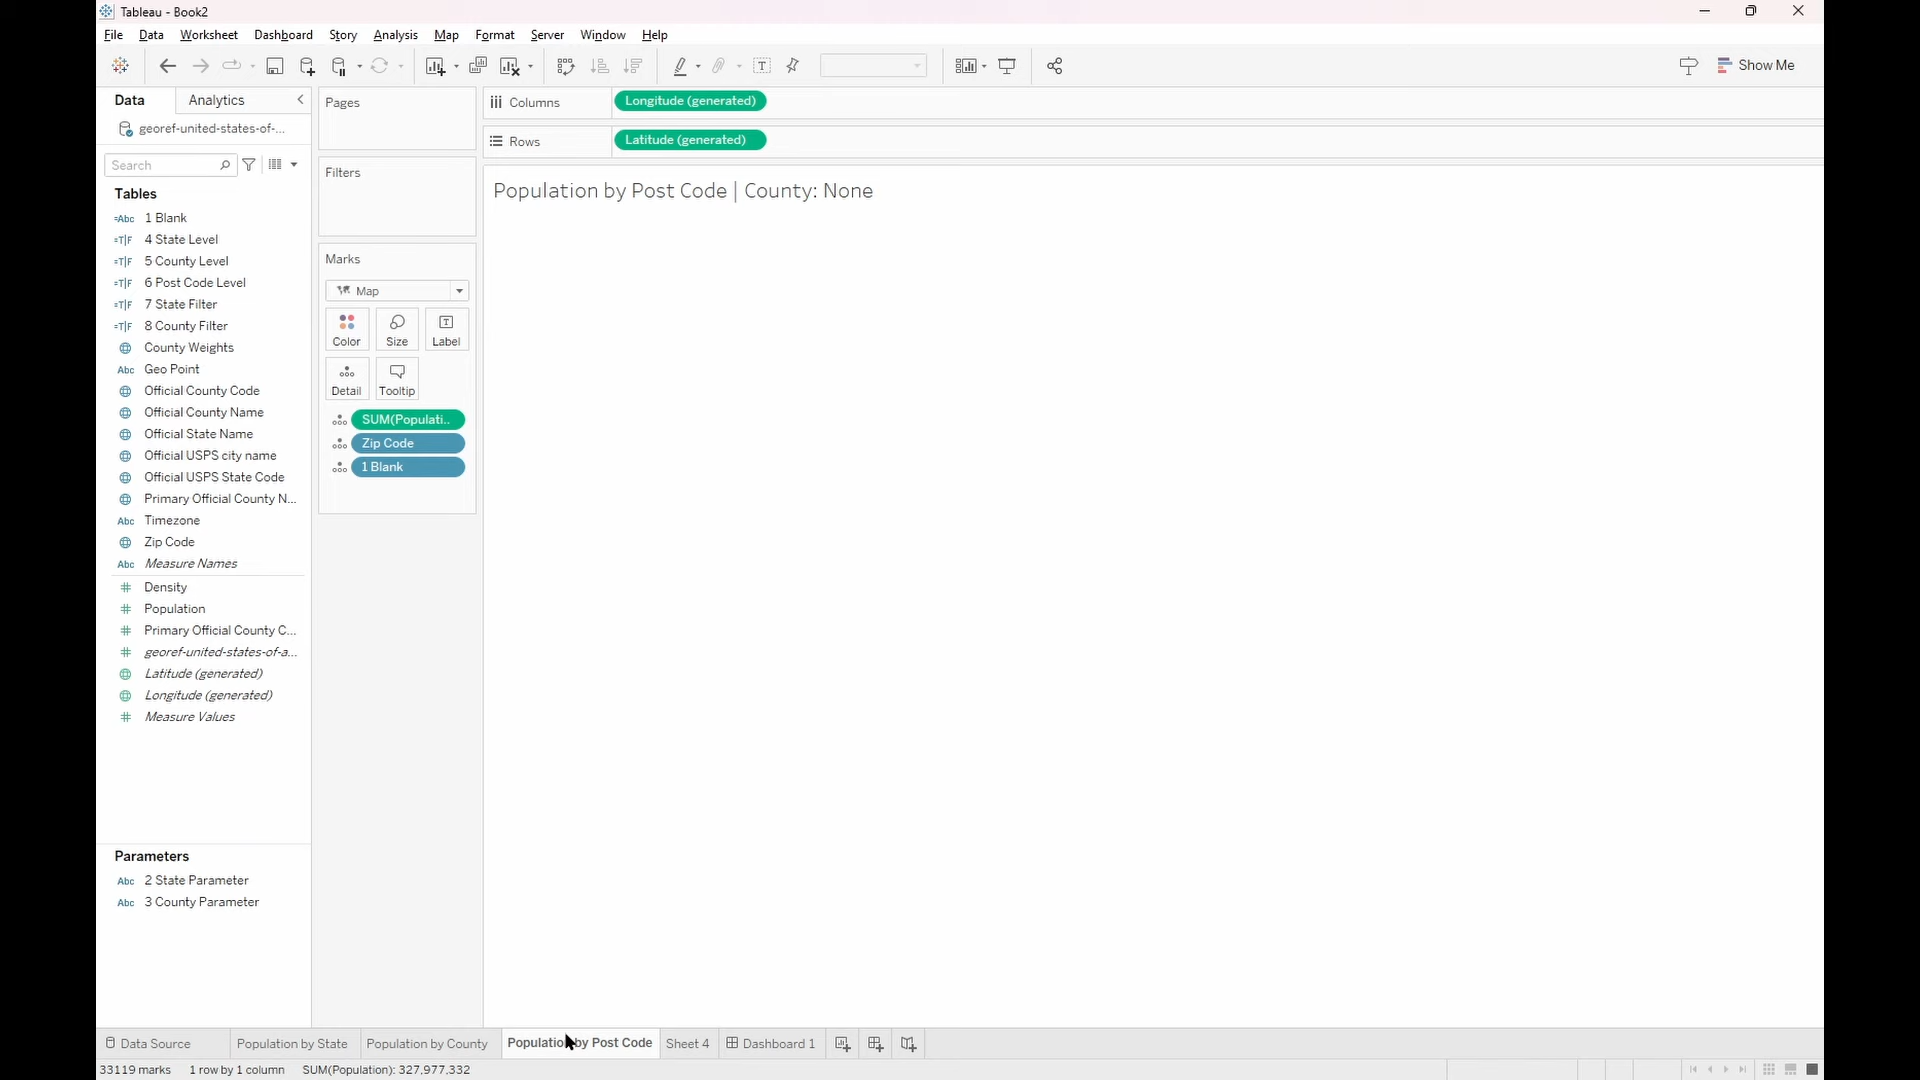 Tableau - Book2
File Data Worksheet Dashboard Story Analysis Map Format Server Window Help
Show Me
Data Analytics
georef-united-states-of-...
Search
Tables
=Abc 1 Blank
=T|F 4 State Level
=T|F 5 County Level
=T|F 6 Post Code Level
=T|F 7 State Filter
=T|F 8 County Filter
County Weights
Abc Geo Point
Official County Code
Official County Name
Official State Name
Official USPS city name
Official USPS State Code
Primary Official County N...
Abc Timezone
Zip Code
Abc Measure Names
# Density
# Population
# Primary Official County C...
# georef-united-states-of-a...
Latitude (generated)
Longitude (generated)
# Measure Values
Parameters
Abc 2 State Parameter
Abc 3 County Parameter
Pages
Filters
Marks
Map
Color Size Label
Detail Tooltip
SUM(Populati..
Zip Code
1 Blank
Columns Longitude (generated)
Rows Latitude (generated)
Population by Post Code | County: None
Data Source Population by State Population by County Population by Post Code Sheet 4 Dashboard 1
33119 marks 1 row by 1 column SUM(Population): 327,977,332